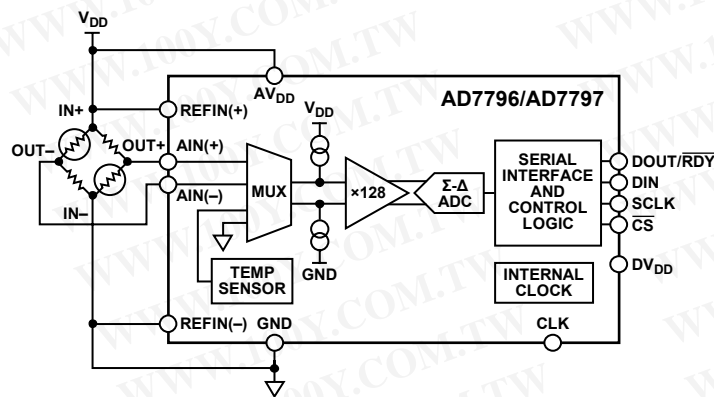 VDD
IN+
REFIN(+)
AVDD
VDD
AD7796/AD7797
OUT–
OUT+
AIN(+)
AIN(–)
IN–
MUX
×128
Σ-Δ
ADC
SERIAL
INTERFACE
AND
CONTROL
LOGIC
DOUT/RDY
DIN
SCLK
CS
DVDD
GND
TEMP
SENSOR
INTERNAL
CLOCK
REFIN(–)
GND
CLK
WWW.100Y.COM.TW